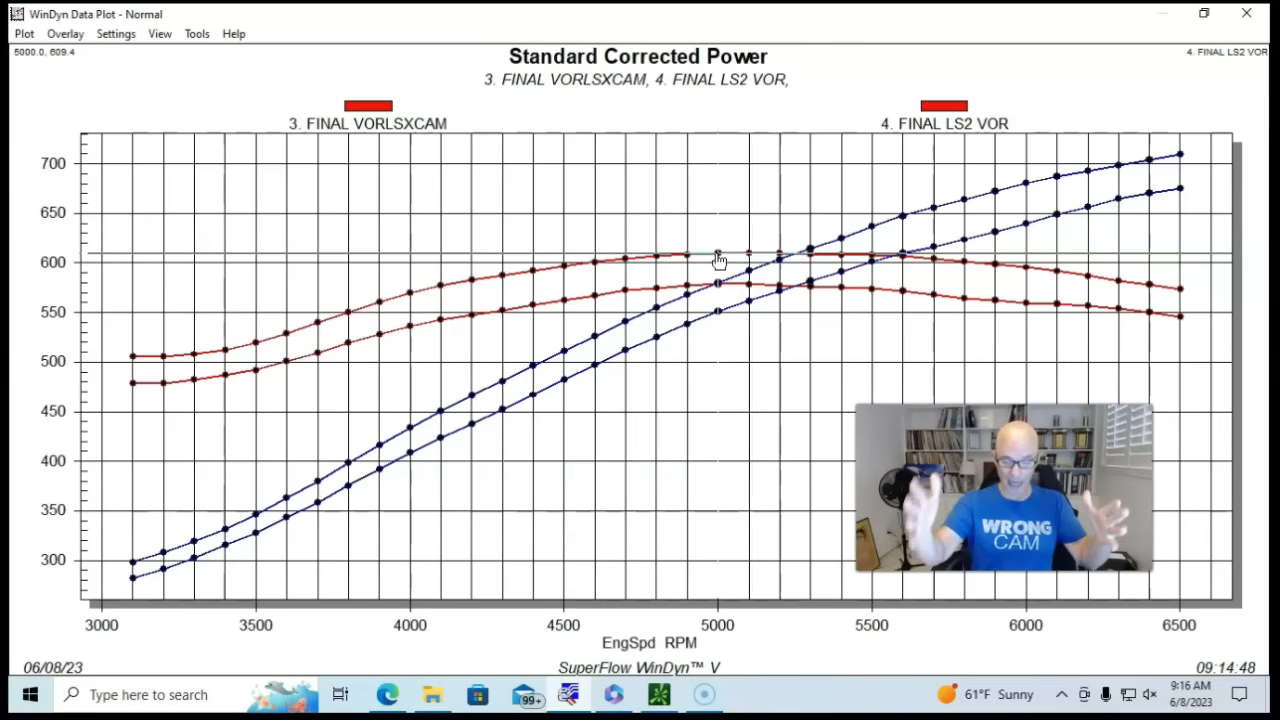 WinDyn Data Plot - Normal
Plot Overlay Settings View Tools Help
5000.0, 609.4
4. FINAL LS2 VOR
Standard Corrected Power
3. FINAL VORLSXCAM, 4. FINAL LS2 VOR,
3. FINAL VORLSXCAM
4. FINAL LS2 VOR
700
650
600
550
500
450
400
350
300
WRONG
CAM
3000 3500 4000 4500 5000 5500 6000 6500
EngSpd RPM
06/08/23
SuperFlow WinDyn™ V
09:14:48
Type here to search
99+
61°F Sunny
9:16 AM
6/8/2023